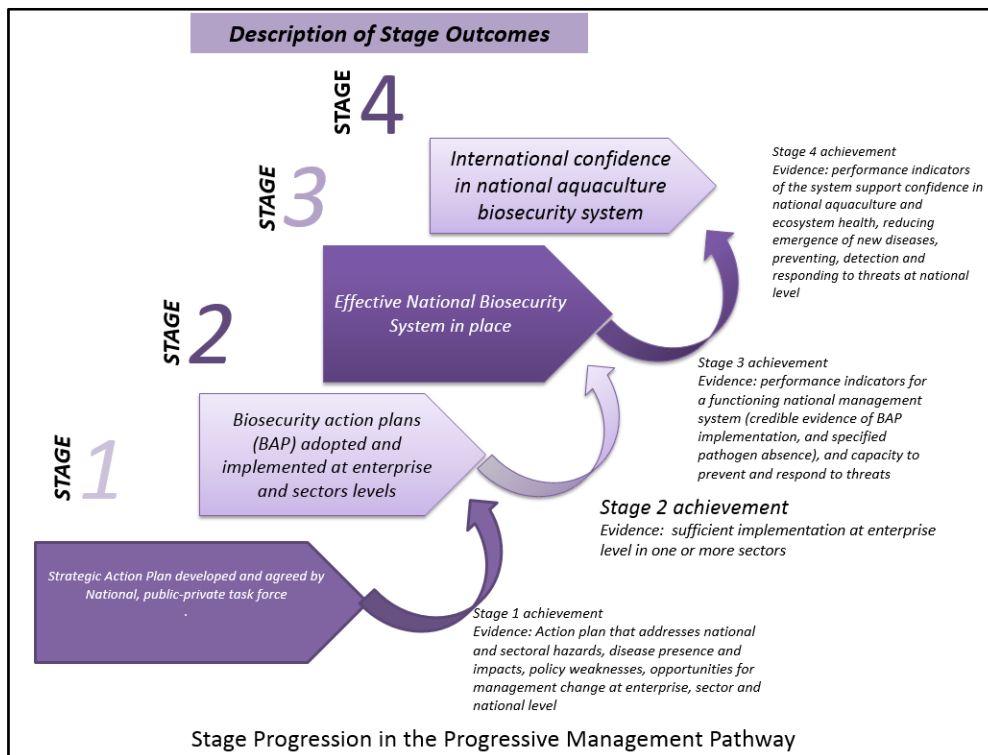 Description of Stage Outcomes
STAGE 4
International confidence
in national aquaculture
biosecurity system
Stage 4 achievement
Evidence: performance indicators
of the system support confidence in
national aquaculture and
ecosystem health, reducing
emergence of new diseases,
preventing, detection and
responding to threats at national
level
STAGE 3
Effective National Biosecurity
System in place
Stage 3 achievement
Evidence: performance indicators for
a functioning national management
system (credible evidence of BAP
implementation, and specified
pathogen absence), and capacity to
prevent and respond to threats
STAGE 2
Biosecurity action plans
(BAP) adopted and
implemented at enterprise
and sectors levels
Stage 2 achievement
Evidence: sufficient implementation at enterprise
level in one or more sectors
STAGE 1
Strategic Action Plan developed and agreed by
National, public-private task force
.
Stage 1 achievement
Evidence: Action plan that addresses national
and sectoral hazards, disease presence and
impacts, policy weaknesses, opportunities for
management change at enterprise, sector and
national level
Stage Progression in the Progressive Management Pathway